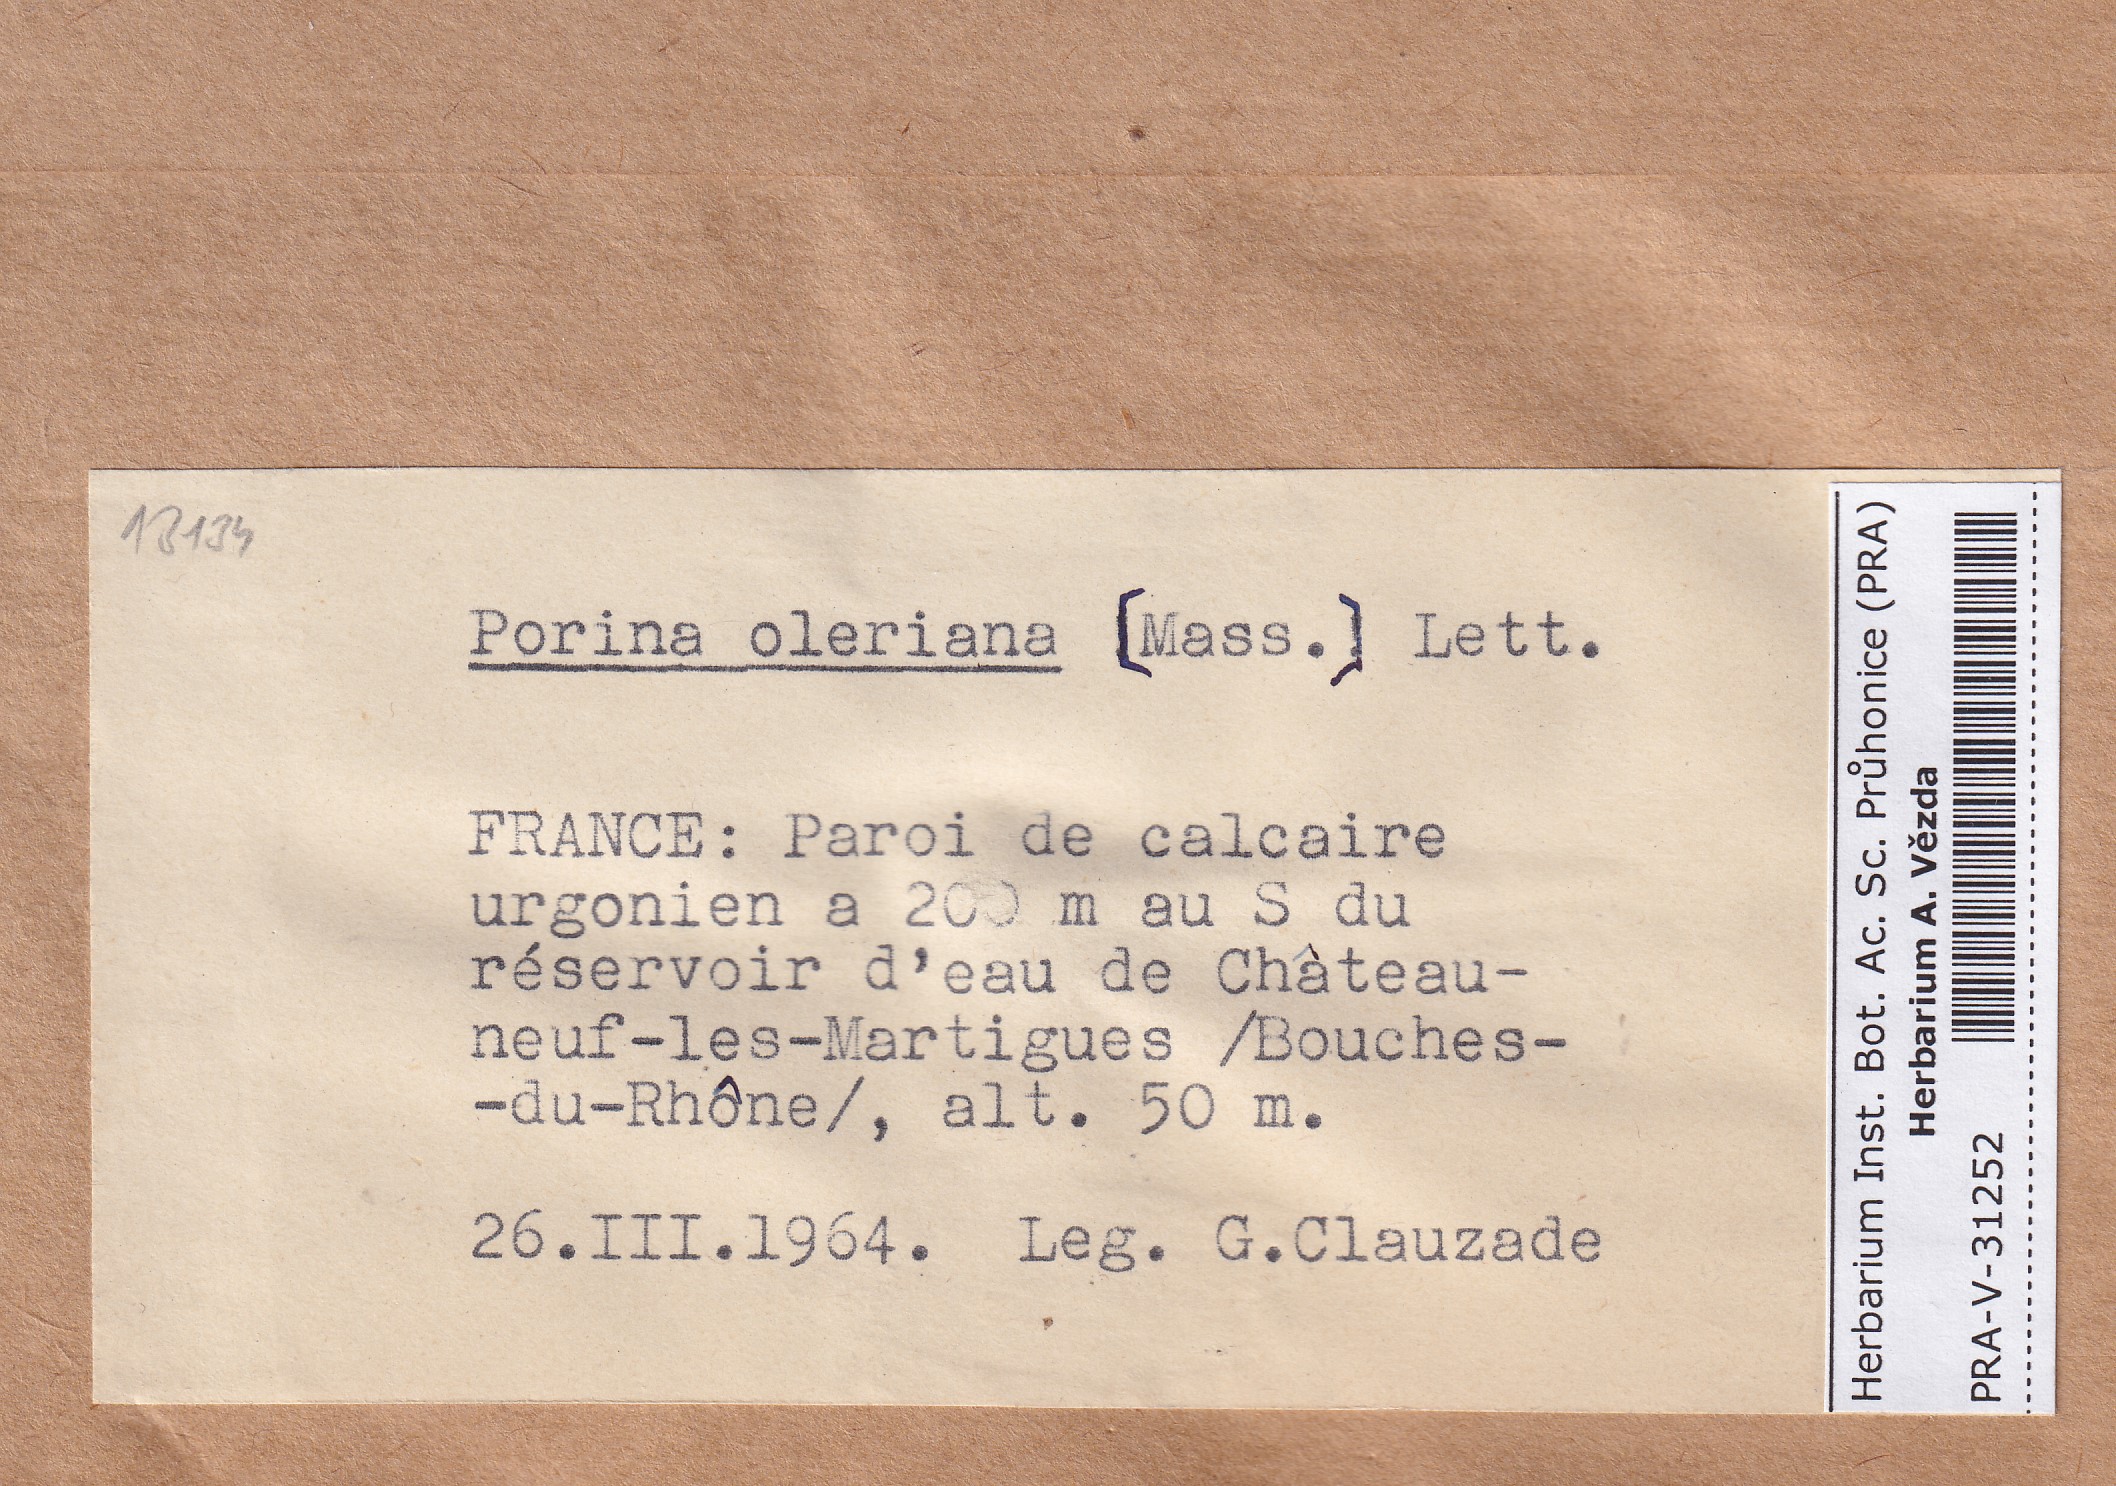 13134
Porina oleriana (Mass.) Lett.
FRANCE: Paroi de calcaire
urgonien a 200 m au S du
réservoir d'eau de Château-
neuf-les-Martigues /Bouches-
-du-Rhône/, alt. 50 m.
26.III.1964. Leg. G.Clauzade
Herbarium Inst. Bot. Ac. Sc. Průhonice (PRA)
Herbarium A. Vězda
PRA-V-31252